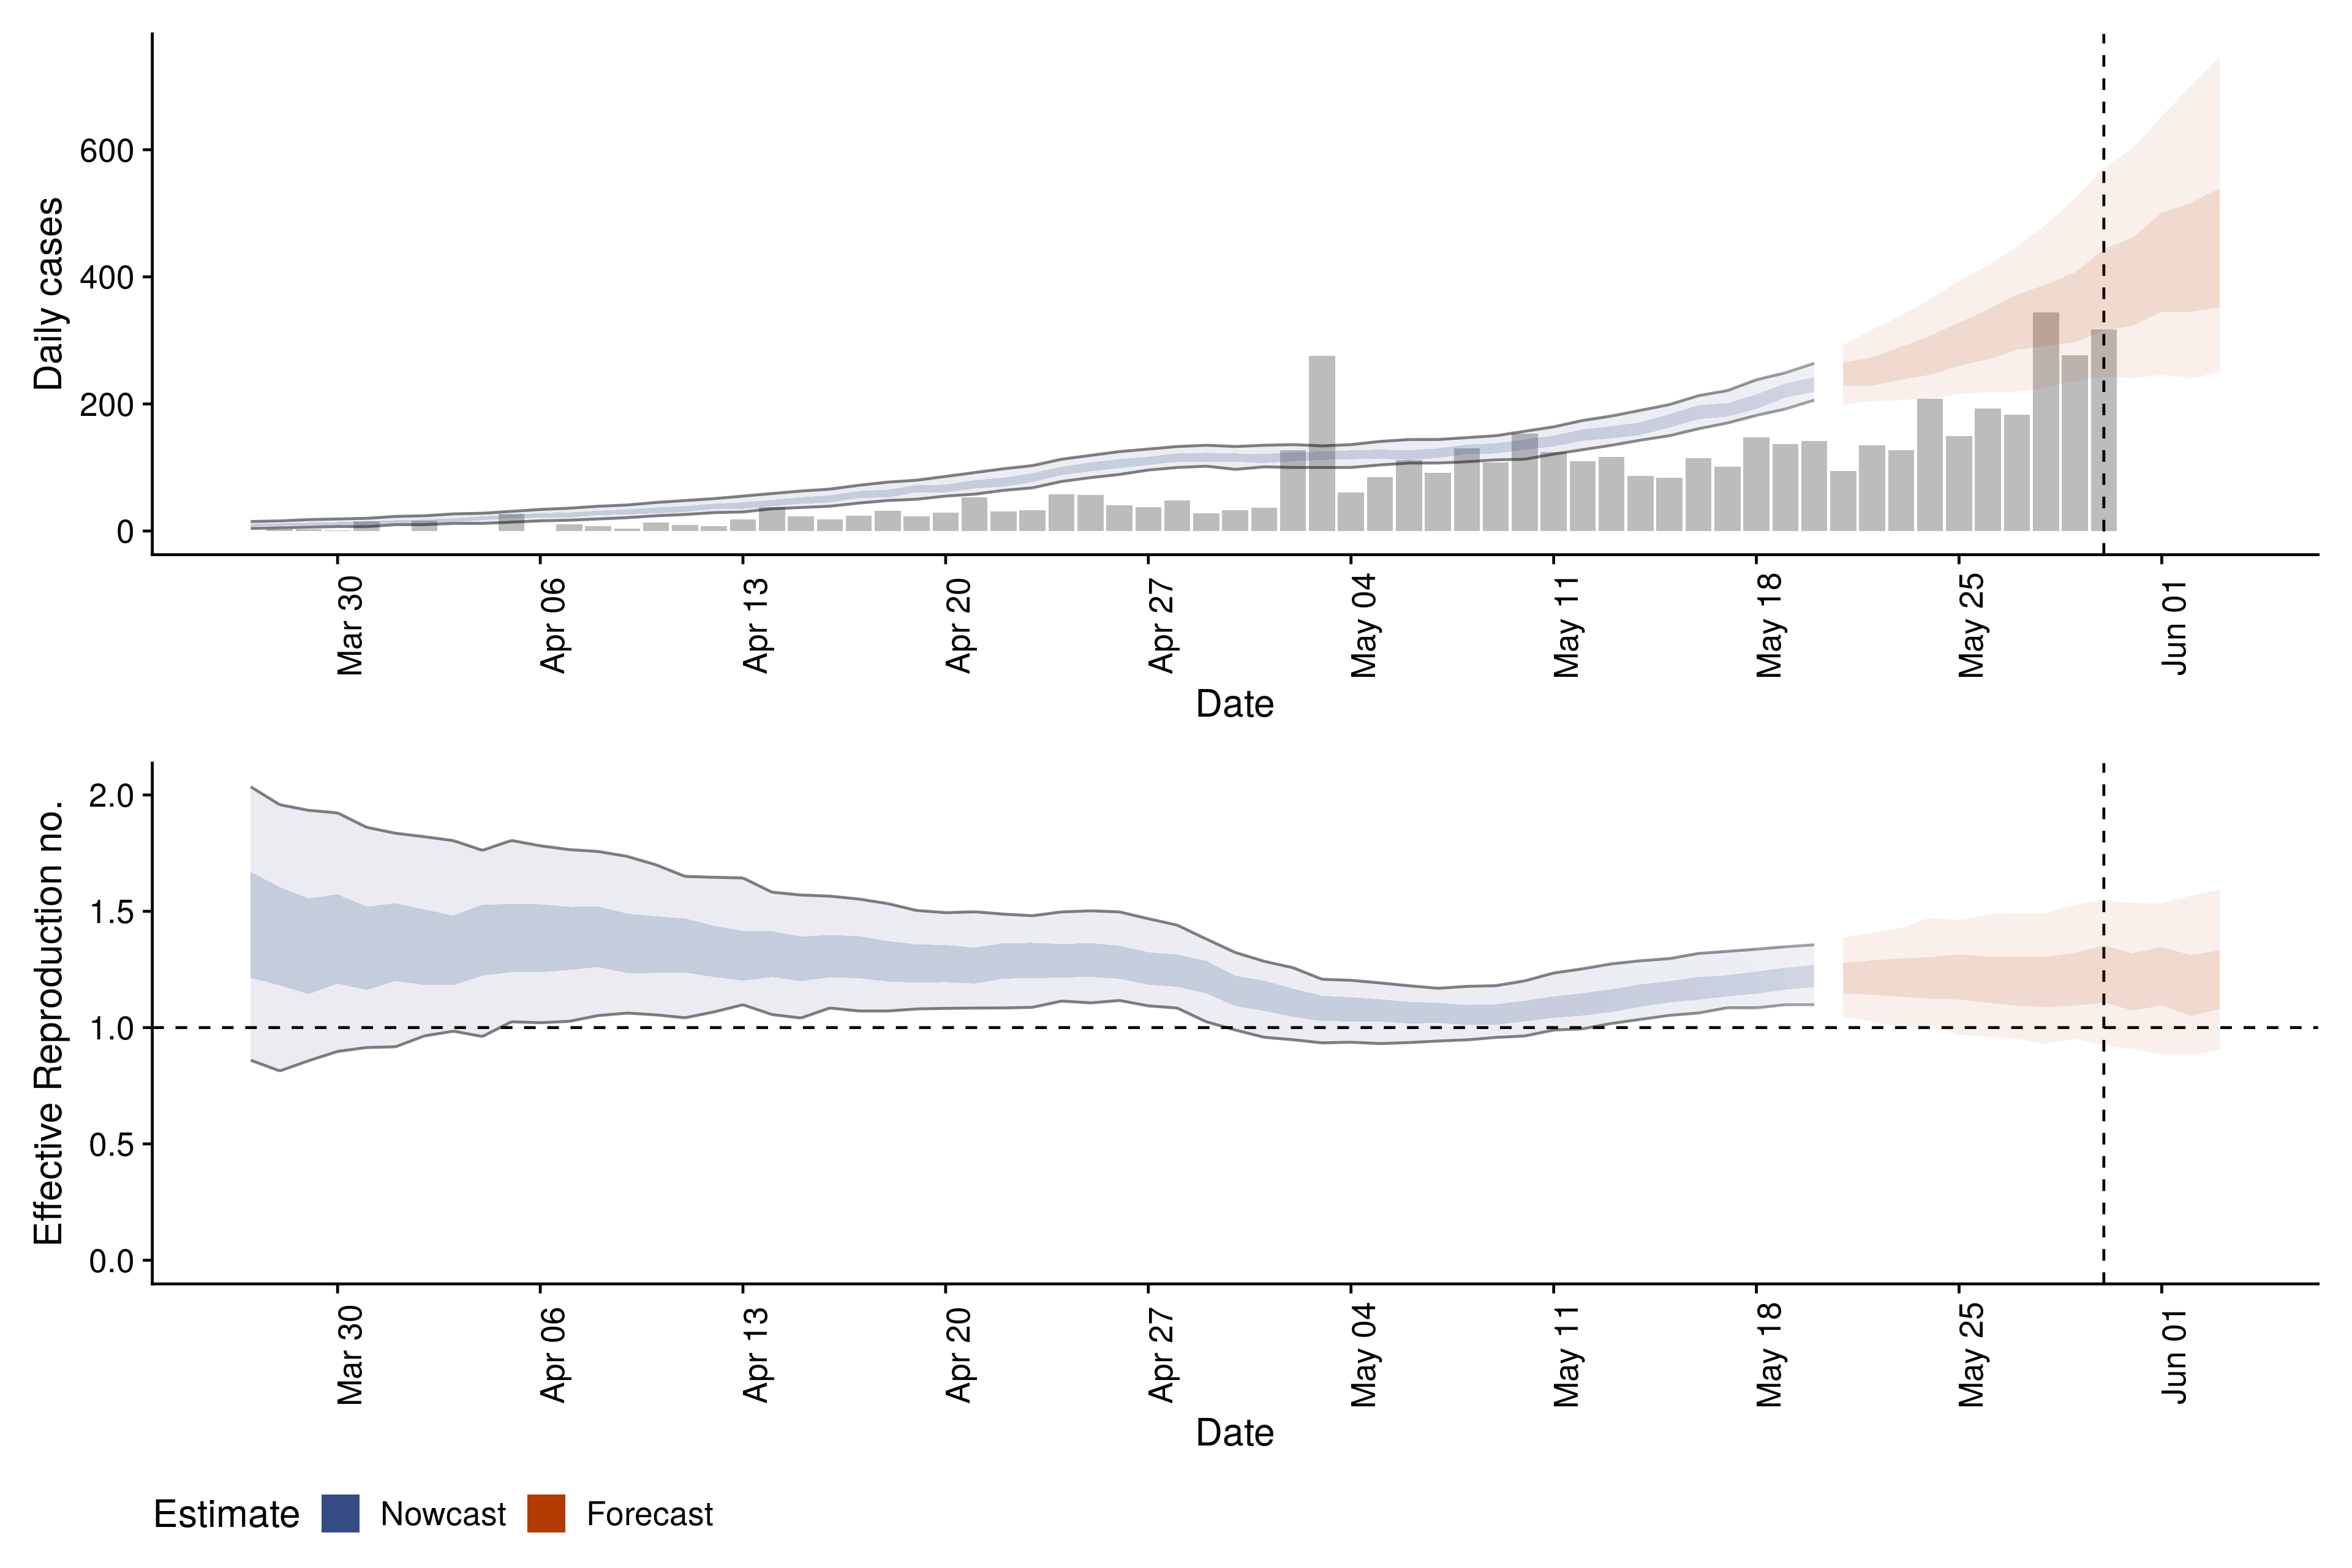 Daily cases
600
400
200
0
Mar 30
Apr 06
Apr 13
Apr 20
Apr 27
May 04
May 11
May 18
May 25
Jun 01
Date
Effective Reproduction no.
2.0
1.5
1.0
0.5
0.0
Mar 30
Apr 06
Apr 13
Apr 20
Apr 27
May 04
May 11
May 18
May 25
Jun 01
Date
Estimate Nowcast Forecast